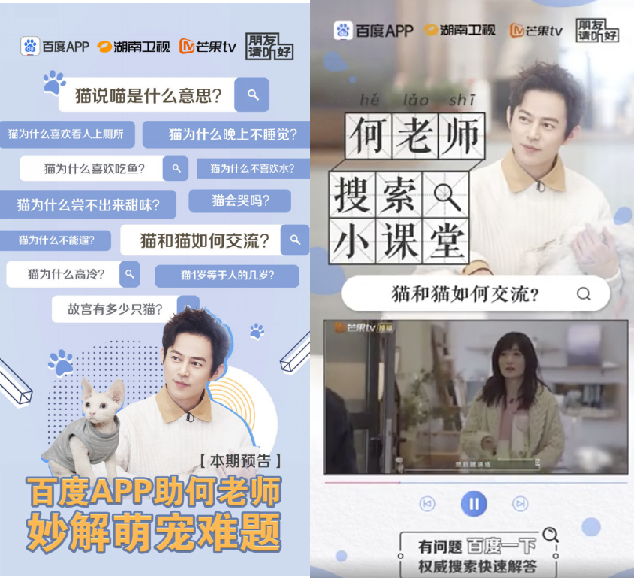 百度APP 湖南卫视 芒果tv 朋友请听好
猫说喵是什么意思?
猫为什么喜欢看人上厕所
猫为什么晚上不睡觉?
猫为什么喜欢吃鱼?
猫为什么不喜欢水?
猫为什么尝不出来甜味?
猫会哭吗?
猫为什么不能遛?
猫和猫如何交流?
猫为什么高冷?
猫1岁等于人的几岁?
故宫有多少只猫?
【本期预告】
百度APP助何老师
妙解萌宠难题
百度APP 湖南卫视 芒果tv 朋友请听好
hé lǎo shī
何老师
搜索
小课堂
猫和猫如何交流?
芒果tv
有问题 百度一下
权威搜索快速解答